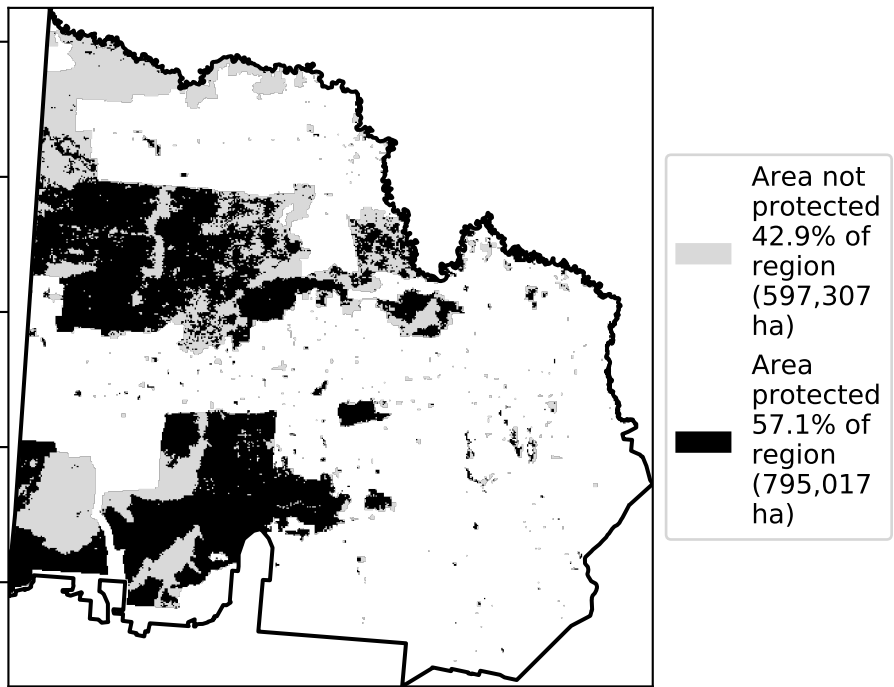 Area not
protected
42.9% of
region
(597,307
ha)
Area
protected
57.1% of
region
(795,017
ha)